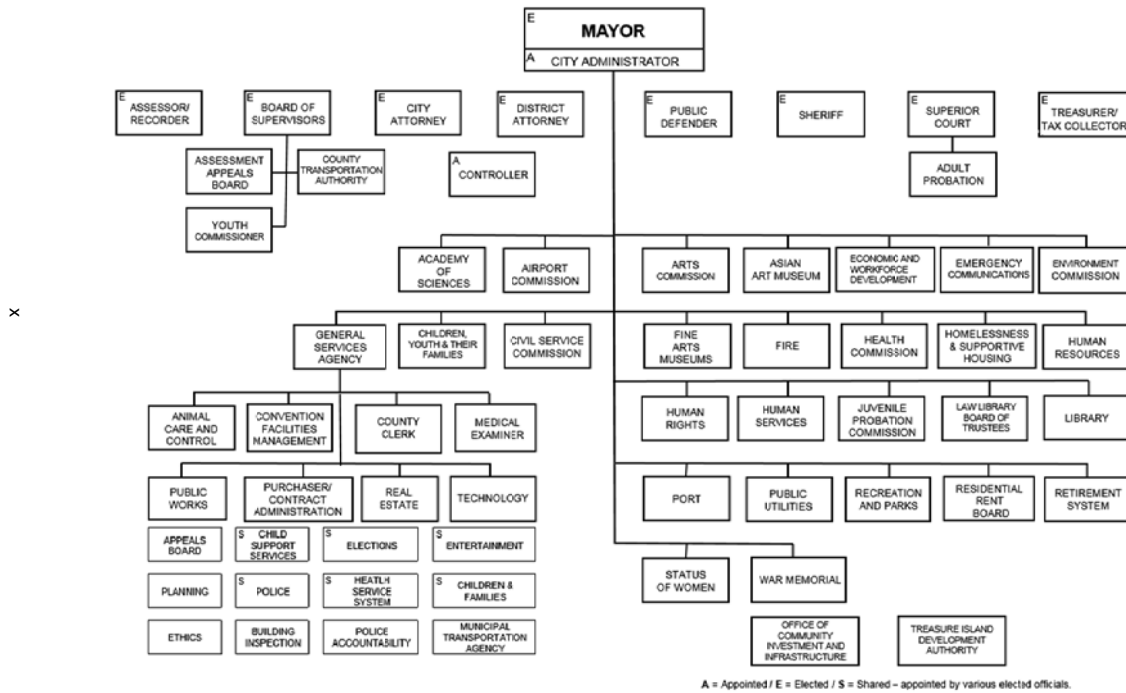 E
MAYOR
A
CITY ADMINISTRATOR
E
ASSESSOR/
RECORDER
E
BOARD OF
SUPERVISORS
E
CITY
ATTORNEY
E
DISTRICT
ATTORNEY
E
PUBLIC
DEFENDER
E
SHERIFF
E
SUPERIOR
COURT
E
TREASURER/
TAX COLLECTOR
ASSESSMENT
APPEALS
BOARD
COUNTY
TRANSPORTATION
AUTHORITY
A
CONTROLLER
ADULT
PROBATION
YOUTH
COMMISSIONER
ACADEMY
OF
SCIENCES
AIRPORT
COMMISSION
ARTS
COMMISSION
ASIAN
ART MUSEUM
ECONOMIC AND
WORKFORCE
DEVELOPMENT
EMERGENCY
COMMUNICATIONS
ENVIRONMENT
COMMISSION
x
GENERAL
SERVICES
AGENCY
CHILDREN,
YOUTH & THEIR
FAMILIES
CIVIL SERVICE
COMMISSION
FINE
ARTS
MUSEUMS
FIRE
HEALTH
COMMISSION
HOMELESSNESS
& SUPPORTIVE
HOUSING
HUMAN
RESOURCES
ANIMAL
CARE AND
CONTROL
CONVENTION
FACILITIES
NANAGEMENT
COUNTY
CLERK
MEDICAL
EXAMINER
HUMAN
RIGHTS
HUMAN
SERVICES
JUVENILE
PROBATION
COMMISSION
LAW LIBRARY
BOARD OF
TRUSTEES
LIBRARY
PUBLIC
WORKS
PURCHASER/
CONTRACT
ADMINISTRATION
REAL
ESTATE
TECHNOLOGY
PORT
PUBLIC
UTILITIES
RECREATION
AND PARKS
RESIDENTIAL
RENT
BOARD
RETIREMENT
SYSTEM
APPEALS
BOARD
S
CHILD
SUPPORT
SERVICES
S
ELECTIONS
S
ENTERTAINMENT
PLANNING
S
POLICE
S
HEATLH
SERVICE
SYSTEM
S
CHILDREN &
FAMILIES
STATUS
OF WOMEN
WAR MEMORIAL
ETHICS
BUILDING
INSPECTION
POLICE
ACCOUNTABILITY
MUNICIPAL
TRANSPORTATION
AGENCY
OFFICE OF
COMMUNITY
INVESTMENT AND
INFRASTRUCTURE
TREASURE ISLAND
DEVELOPMENT
AUTHORITY
A = Appointed / E = Elected / S = Shared – appointed by various elected officials.